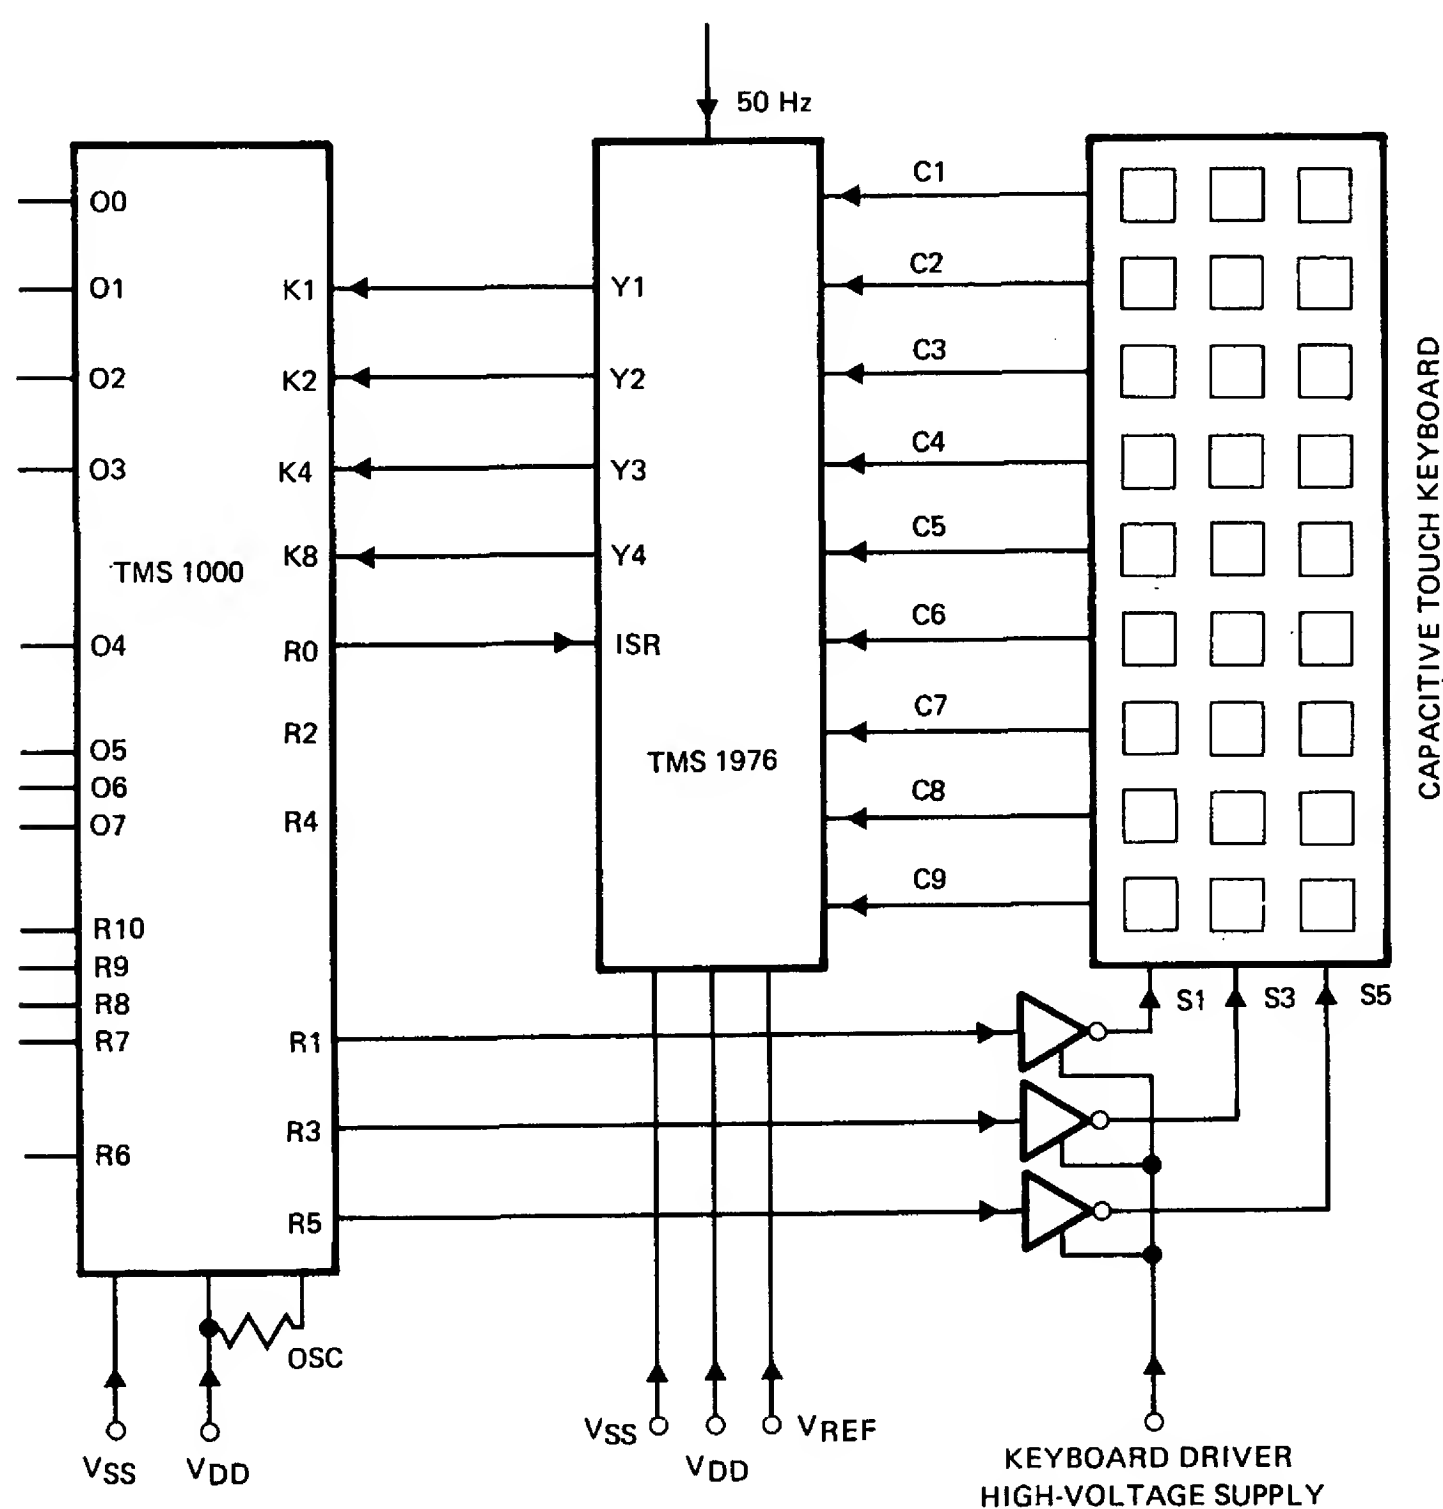 50 Hz
O0
O1
O2
O3
TMS 1000
O4
O5
O6
O7
R10
R9
R8
R7
R6
K1
K2
K4
K8
R0
R2
R4
R1
R3
R5
OSC
VSS
VDD
Y1
Y2
Y3
Y4
ISR
TMS 1976
VSS
VDD
VREF
C1
C2
C3
C4
C5
C6
C7
C8
C9
CAPACITIVE TOUCH KEYBOARD
S1
S3
S5
KEYBOARD DRIVER
HIGH-VOLTAGE SUPPLY